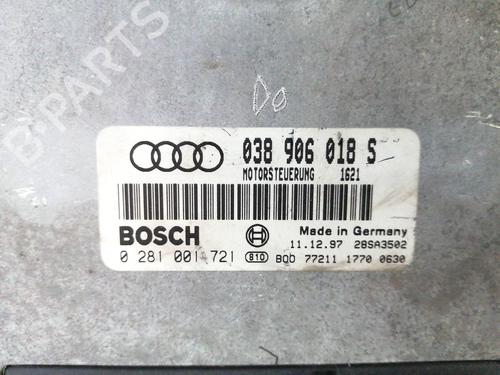 B-PARTS
Do
038 906 018 S
MOTORSTEUERUNG 1621
BOSCH
Made in Germany
11.12.97 28SA3502
0 281 001 721 810 BQD 77211 1770 0630